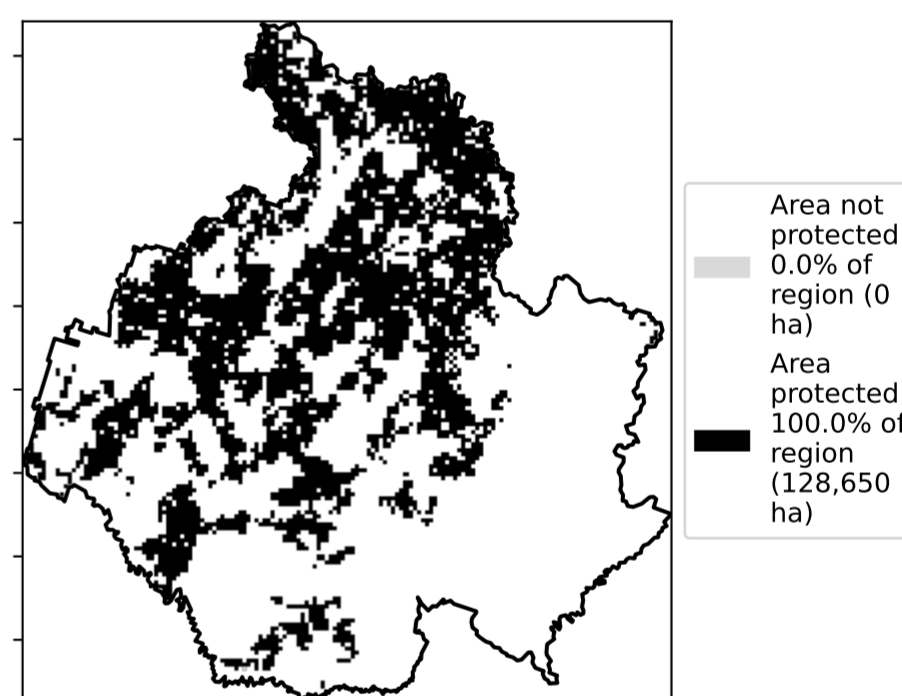 Area not
protected
0.0% of
region (0
ha)
Area
protected
100.0% of
region
(128,650
ha)